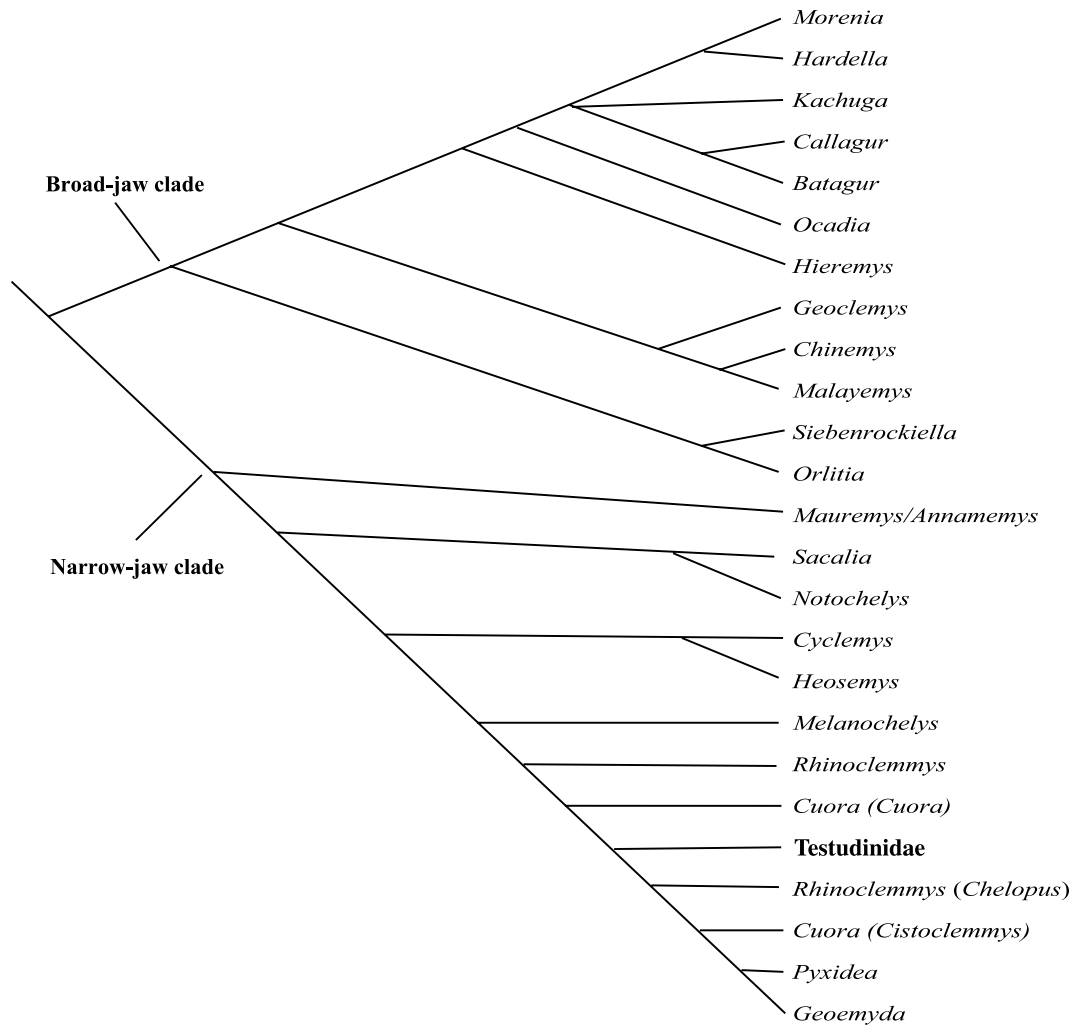 Morenia
Hardella
Kachuga
Callagur
Broad-jaw clade
Batagur
Ocadia
Hieremys
Geoclemys
Chinemys
Malayemys
Siebenrockiella
Orlitia
Mauremys/Annamemys
Sacalia
Narrow-jaw clade
Notochelys
Cyclemys
Heosemys
Melanochelys
Rhinoclemmys
Cuora (Cuora)
Testudinidae
Rhinoclemmys (Chelopus)
Cuora (Cistoclemmys)
Pyxidea
Geoemyda